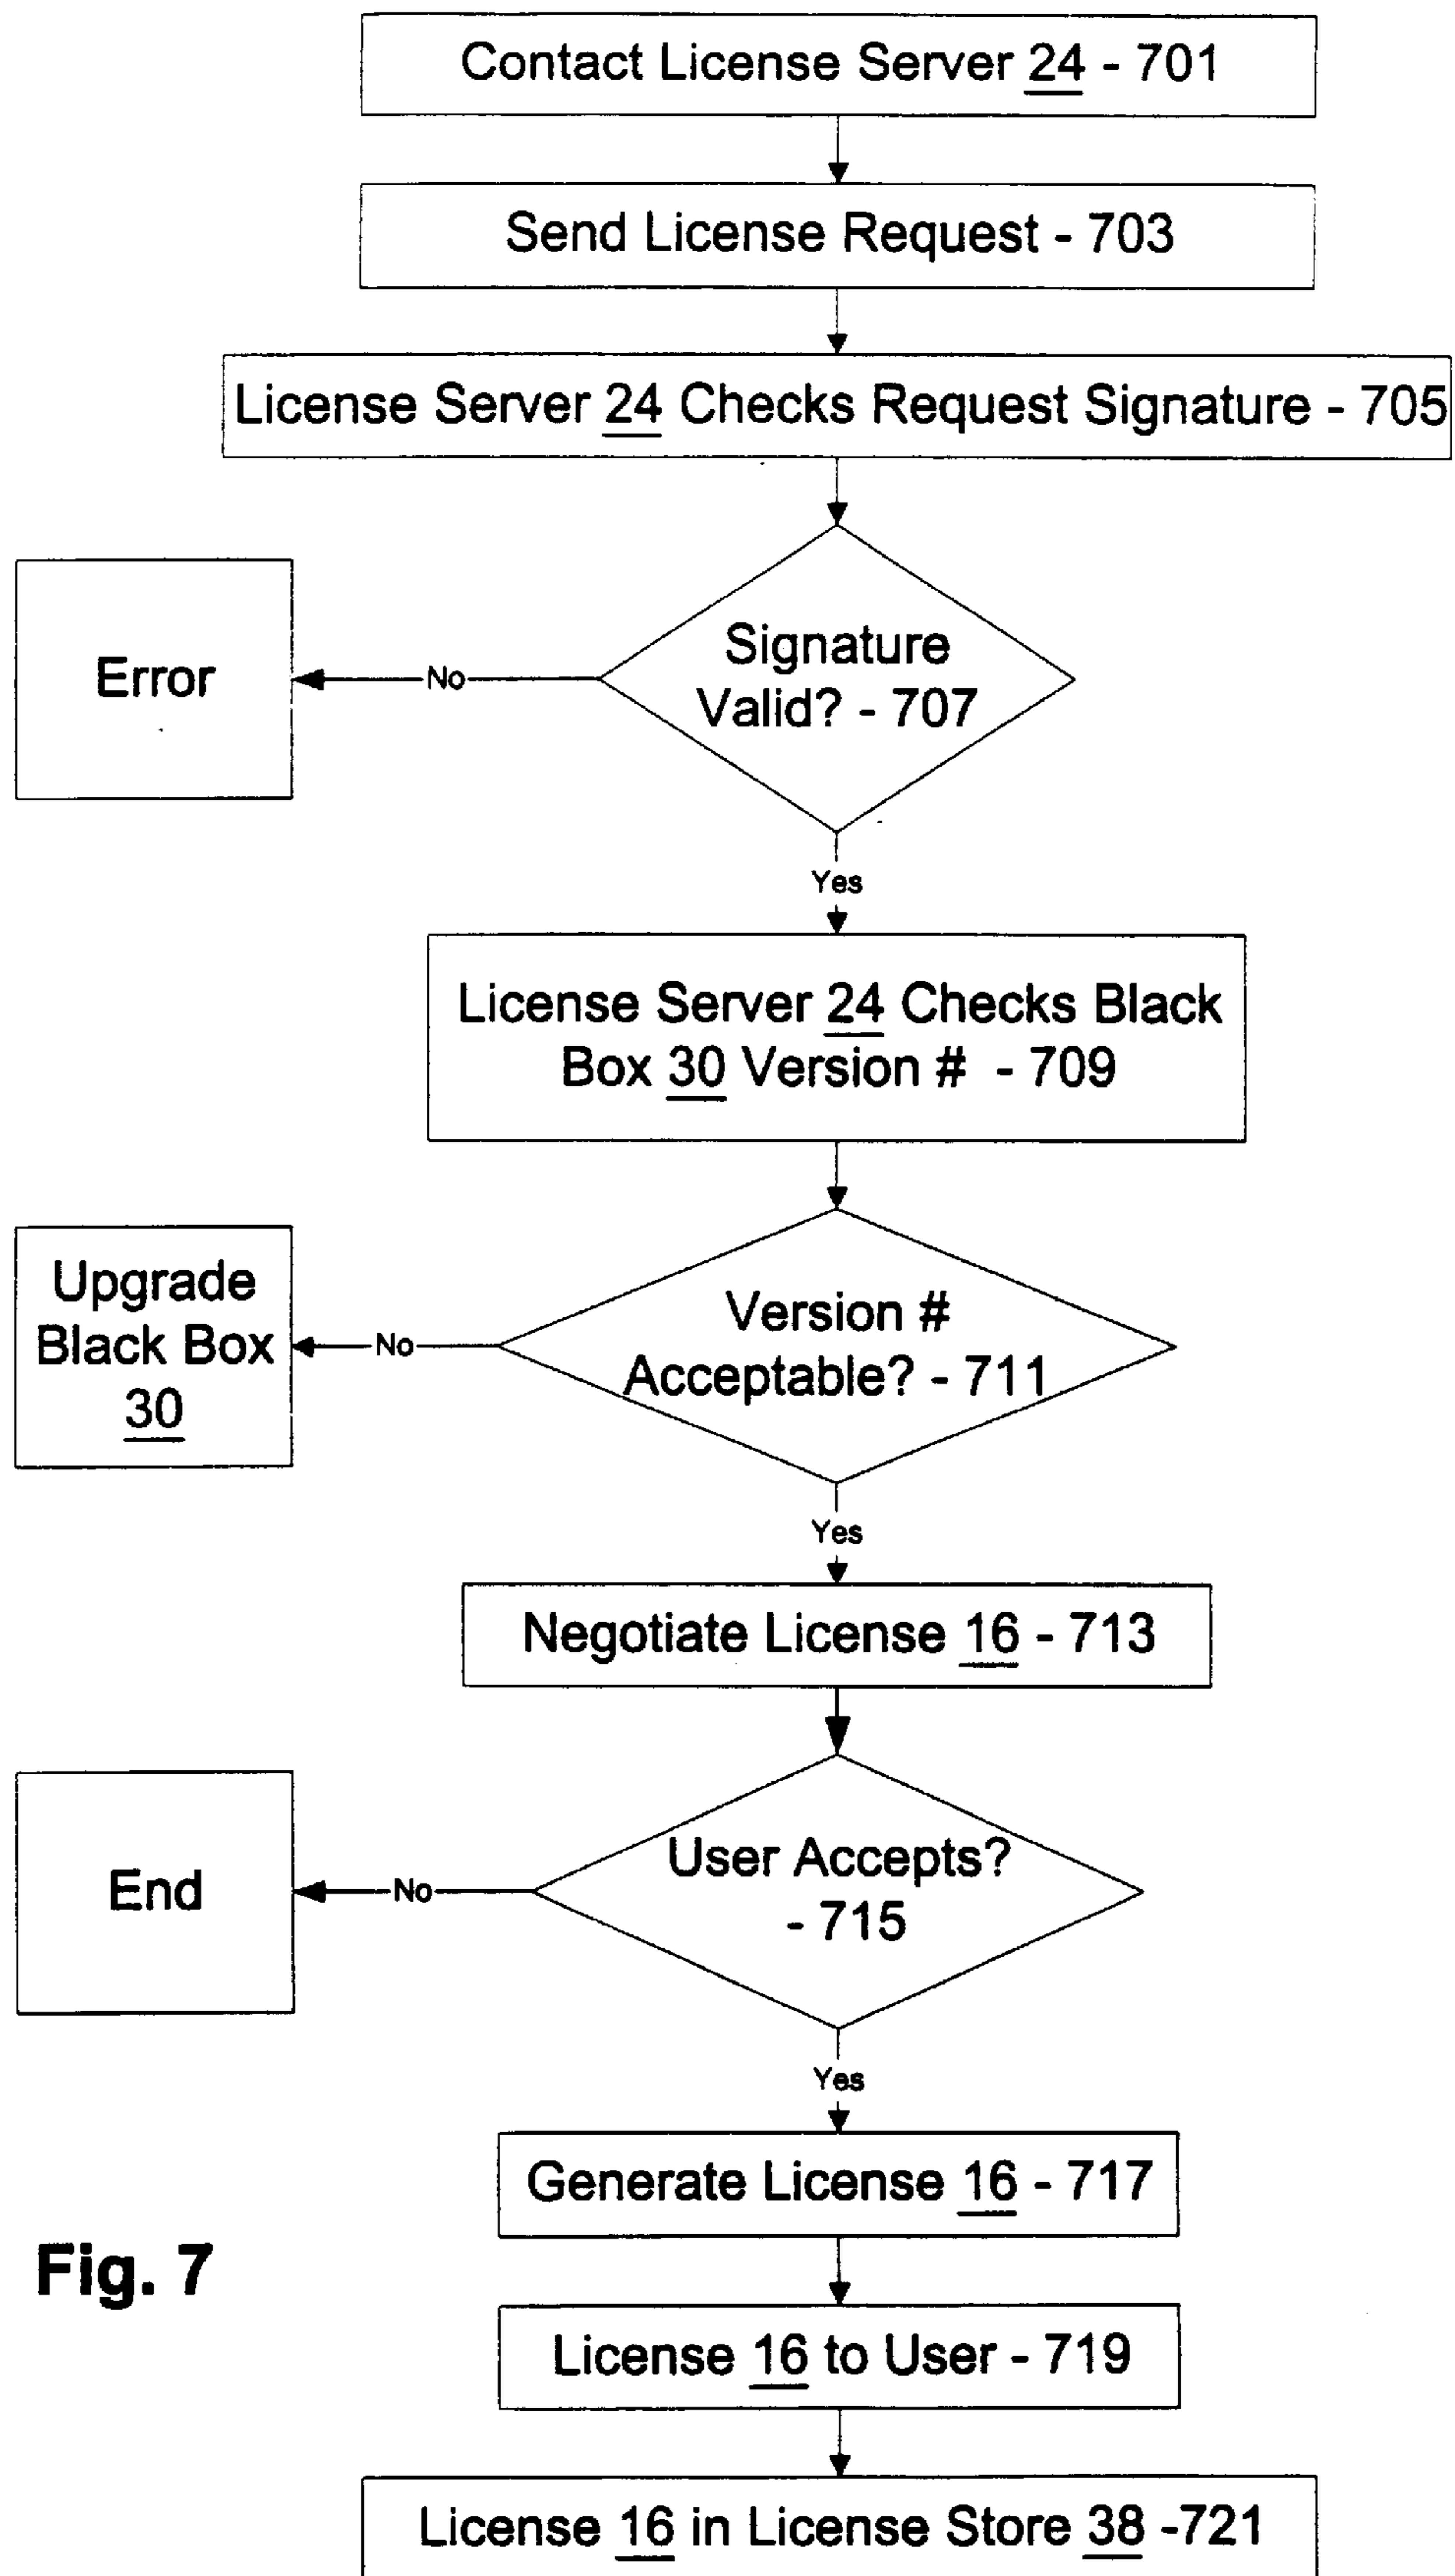 Contact License Server 24 - 701
Send License Request - 703
License Server 24 Checks Request Signature - 705
Signature
Valid? - 707
No
Error
Yes
License Server 24 Checks Black
Box 30 Version # - 709
Version #
Acceptable? - 711
No
Upgrade
Black Box
30
Yes
Negotiate License 16 - 713
User Accepts?
- 715
No
End
Yes
Generate License 16 - 717
Fig. 7
License 16 to User - 719
License 16 in License Store 38 -721